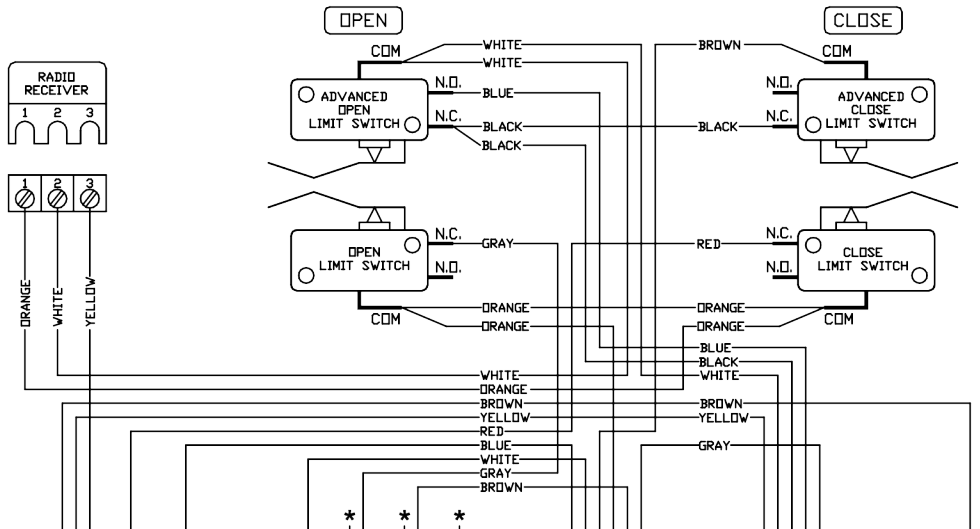 OPEN
CLOSE
COM
WHITE
BROWN
COM
WHITE
RADIO
RECEIVER
1 2 3
N.O.
BLUE
N.O.
ADVANCED
OPEN
LIMIT SWITCH
ADVANCED
CLOSE
LIMIT SWITCH
N.C.
BLACK
BLACK
N.C.
BLACK
1 2 3
N.C.
GRAY
RED
N.C.
OPEN
LIMIT SWITCH
CLOSE
LIMIT SWITCH
N.O.
N.O.
ORANGE
WHITE
YELLOW
ORANGE
ORANGE
COM
ORANGE
ORANGE
COM
BLUE
BLACK
WHITE
WHITE
ORANGE
BROWN
BROWN
YELLOW
YELLOW
RED
BLUE
GRAY
WHITE
GRAY
BROWN
* * *